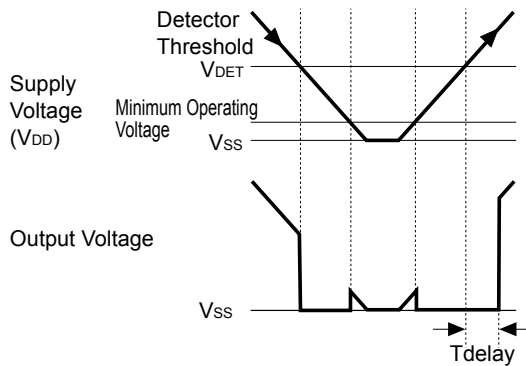 Detector
Threshold
VDET
Supply
Voltage
(VDD)
Minimum Operating
Voltage
VSS
Output Voltage
VSS
Tdelay